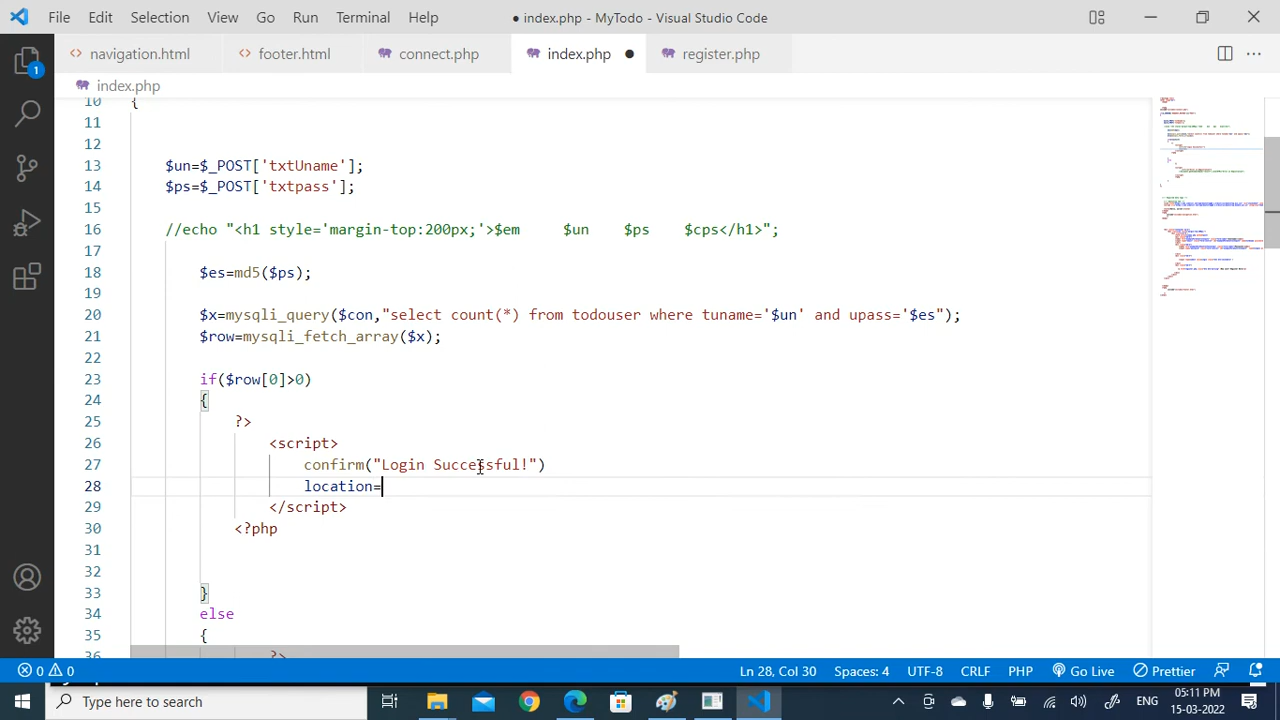 File Edit Selection View Go Run Terminal Help
● index.php - MyTodo - Visual Studio Code
navigation.html footer.html connect.php index.php ● register.php
index.php
10 {
11
12
13 $un=$_POST['txtname'];
14 $ps=$_POST['txtpass'];
15
16 //echo "<h1 style='margin-top:200px;'>em $un $ps $cps</h1>";
17
18 $es=md5($ps);
19
20 $x=mysqli_query($con,"select count(*) from todouser where tuname='$un' and upass='$es");
21 $row=mysqli_fetch_array($x);
22
23 if($row[0]>0)
24 {
25 ?>
26 <script>
27 confirm("Login Successful!")
28 location=
29 </script>
30 <?php
31
32
33 }
34 else
35 {
36 ?>
1
0 0 Ln 28, Col 30 Spaces: 4 UTF-8 CRLF PHP Go Live Prettier
Type here to search
ENG
05:11 PM
15-03-2022